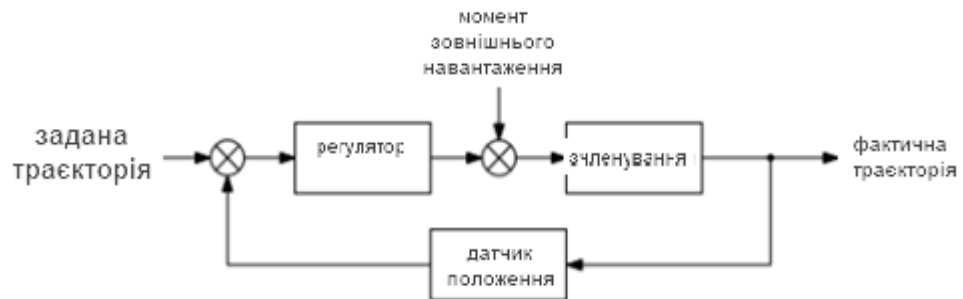 момент
зовнішнього
навантаження
задана
траєкторія
регулятор
зчленування
фактична
траєкторія
датчик
положення